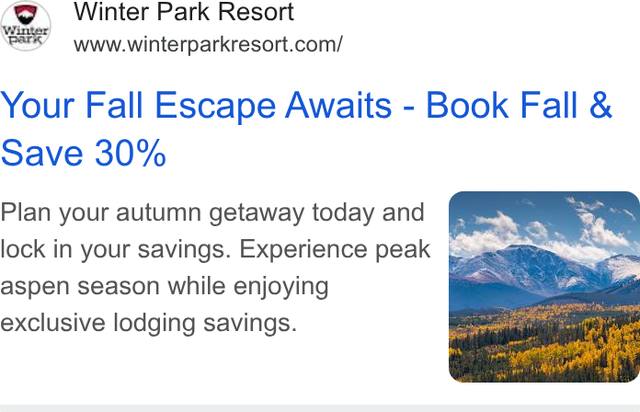 Winter Park Resort
Winter
Park
www.winterparkresort.com/
Your Fall Escape Awaits - Book Fall &
Save 30%
Plan your autumn getaway today and
lock in your savings. Experience peak
aspen season while enjoying
exclusive lodging savings.